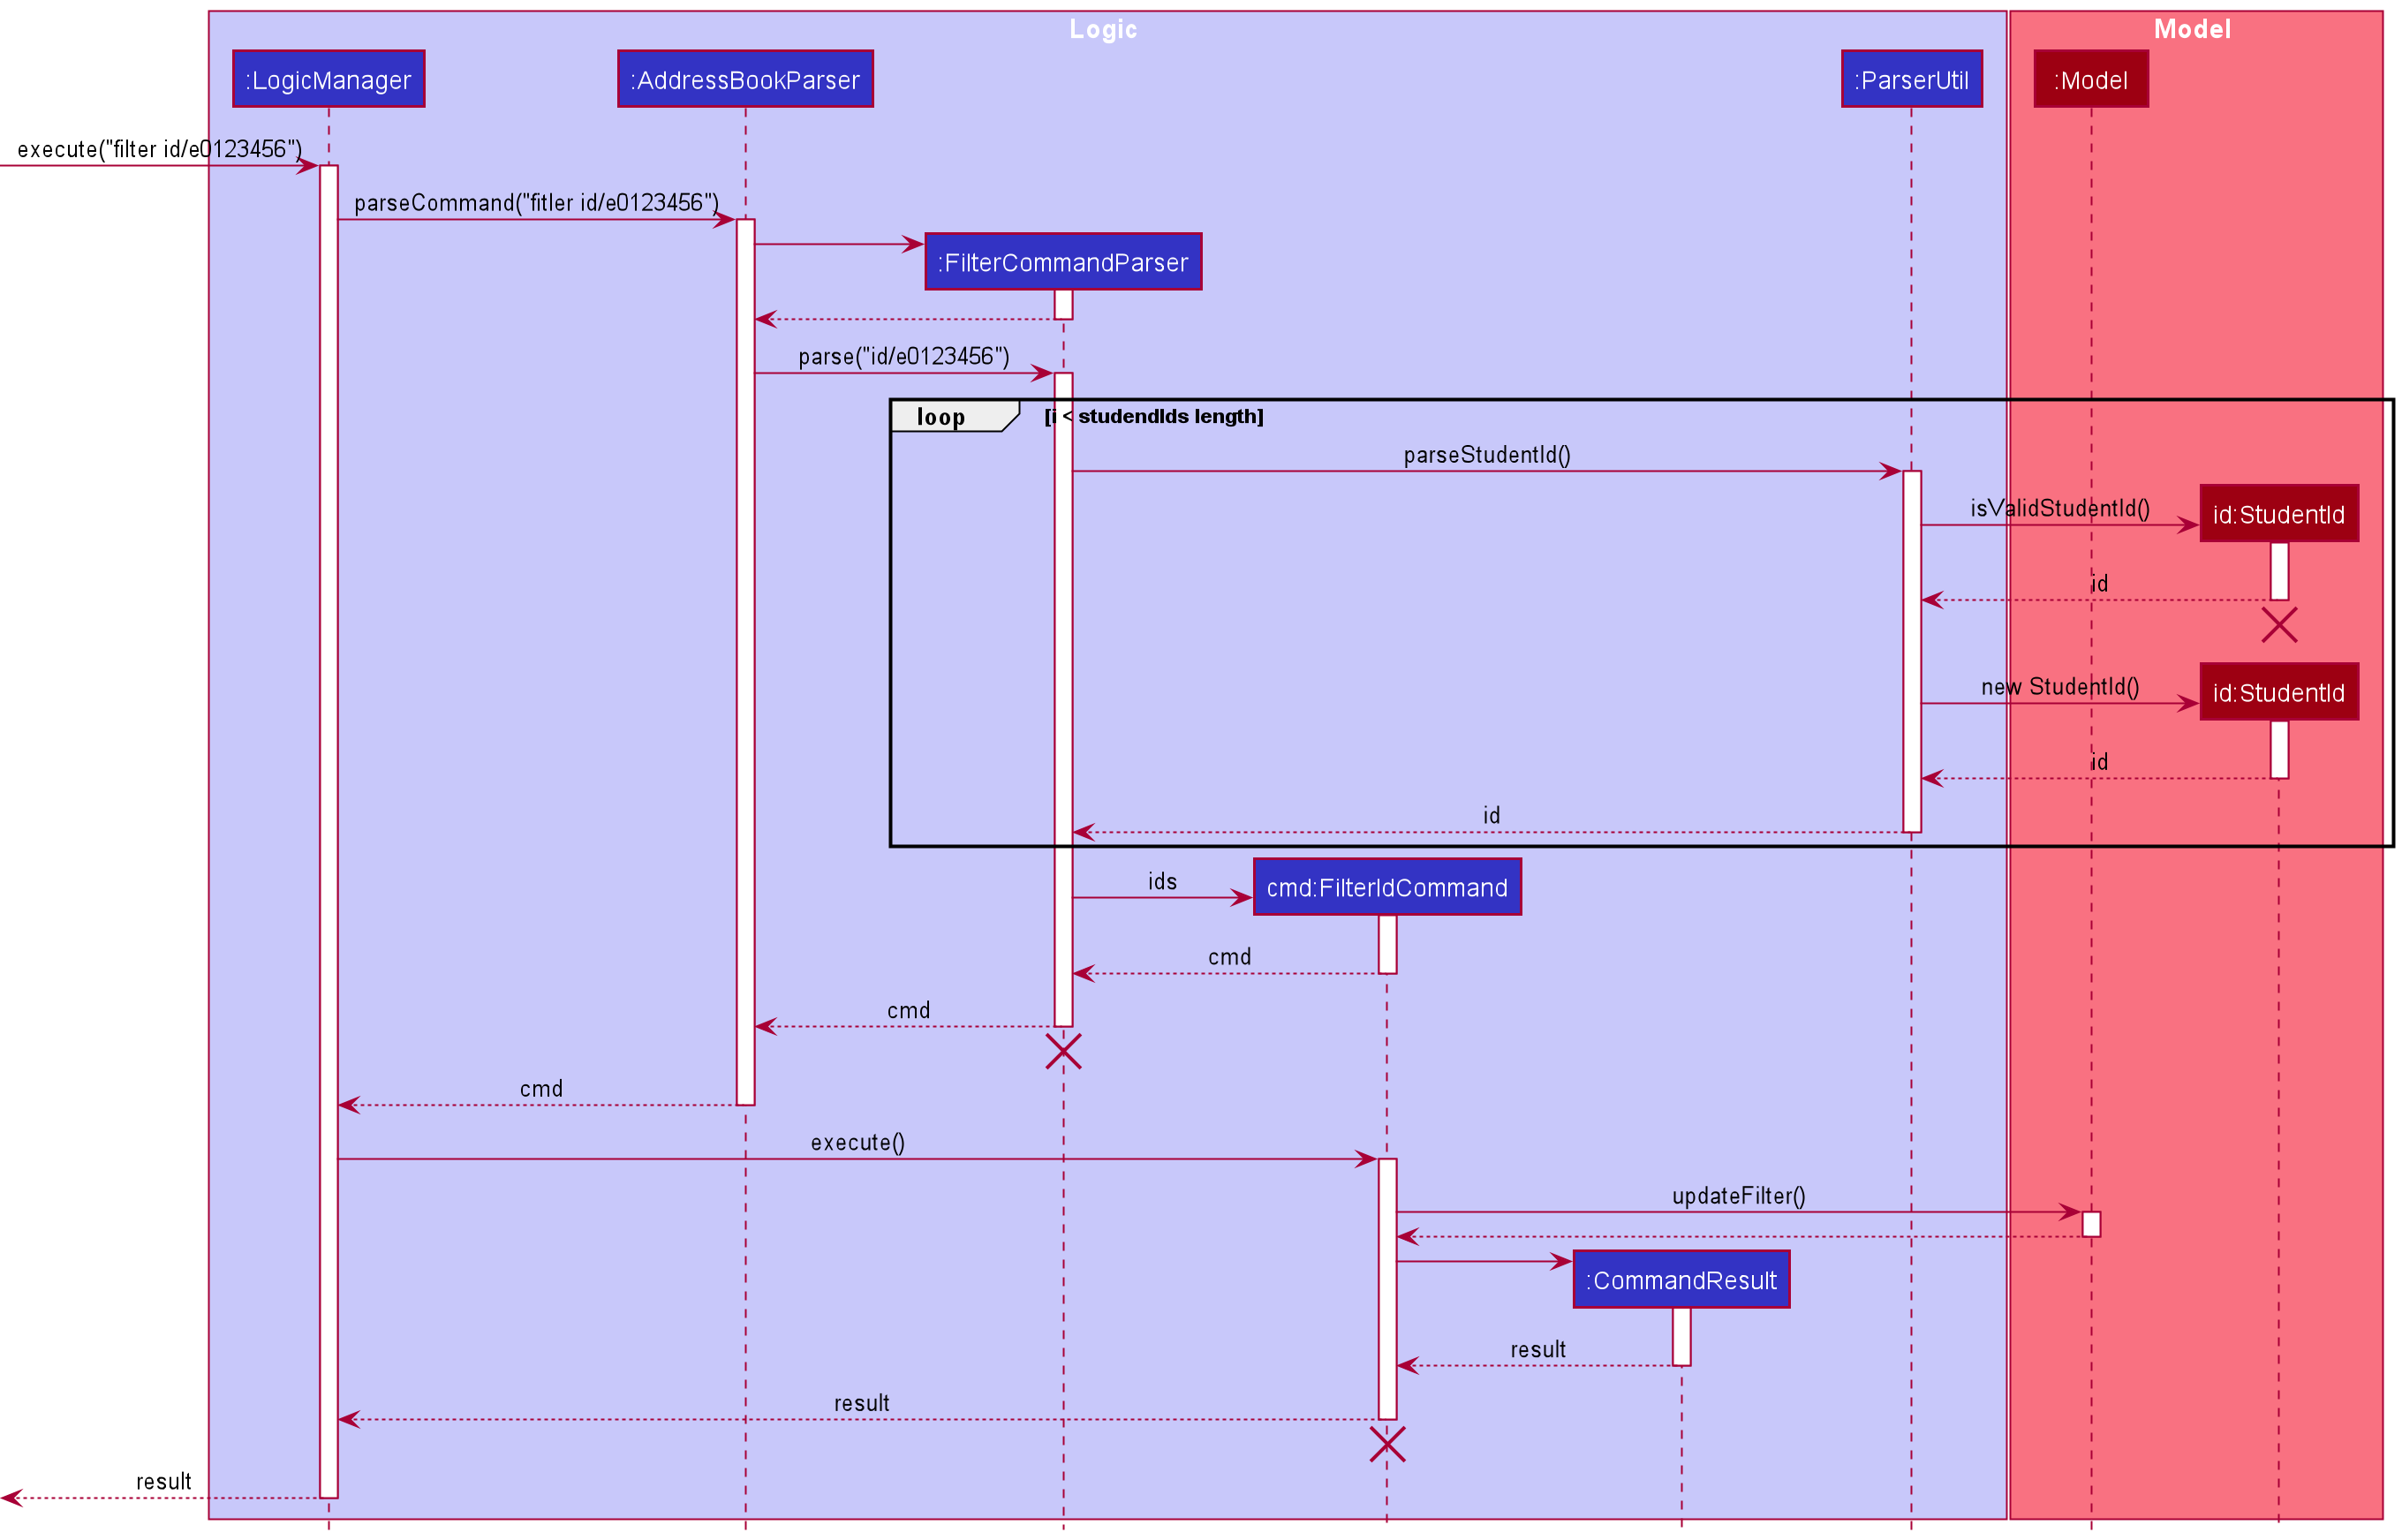 Logic
Model
:LogicManager
:AddressBookParser
:ParserUtil
:Model
execute("filter id/e0123456")
parseCommand("fitler id/e0123456")
:FilterCommandParser
parse("id/e0123456")
loop
[i < studendIds length]
parseStudentId()
isValidStudentId()
id:StudentId
id
new StudentId()
id:StudentId
id
id
ids
cmd:FilterIdCommand
cmd
cmd
cmd
execute()
updateFilter()
:CommandResult
result
result
result